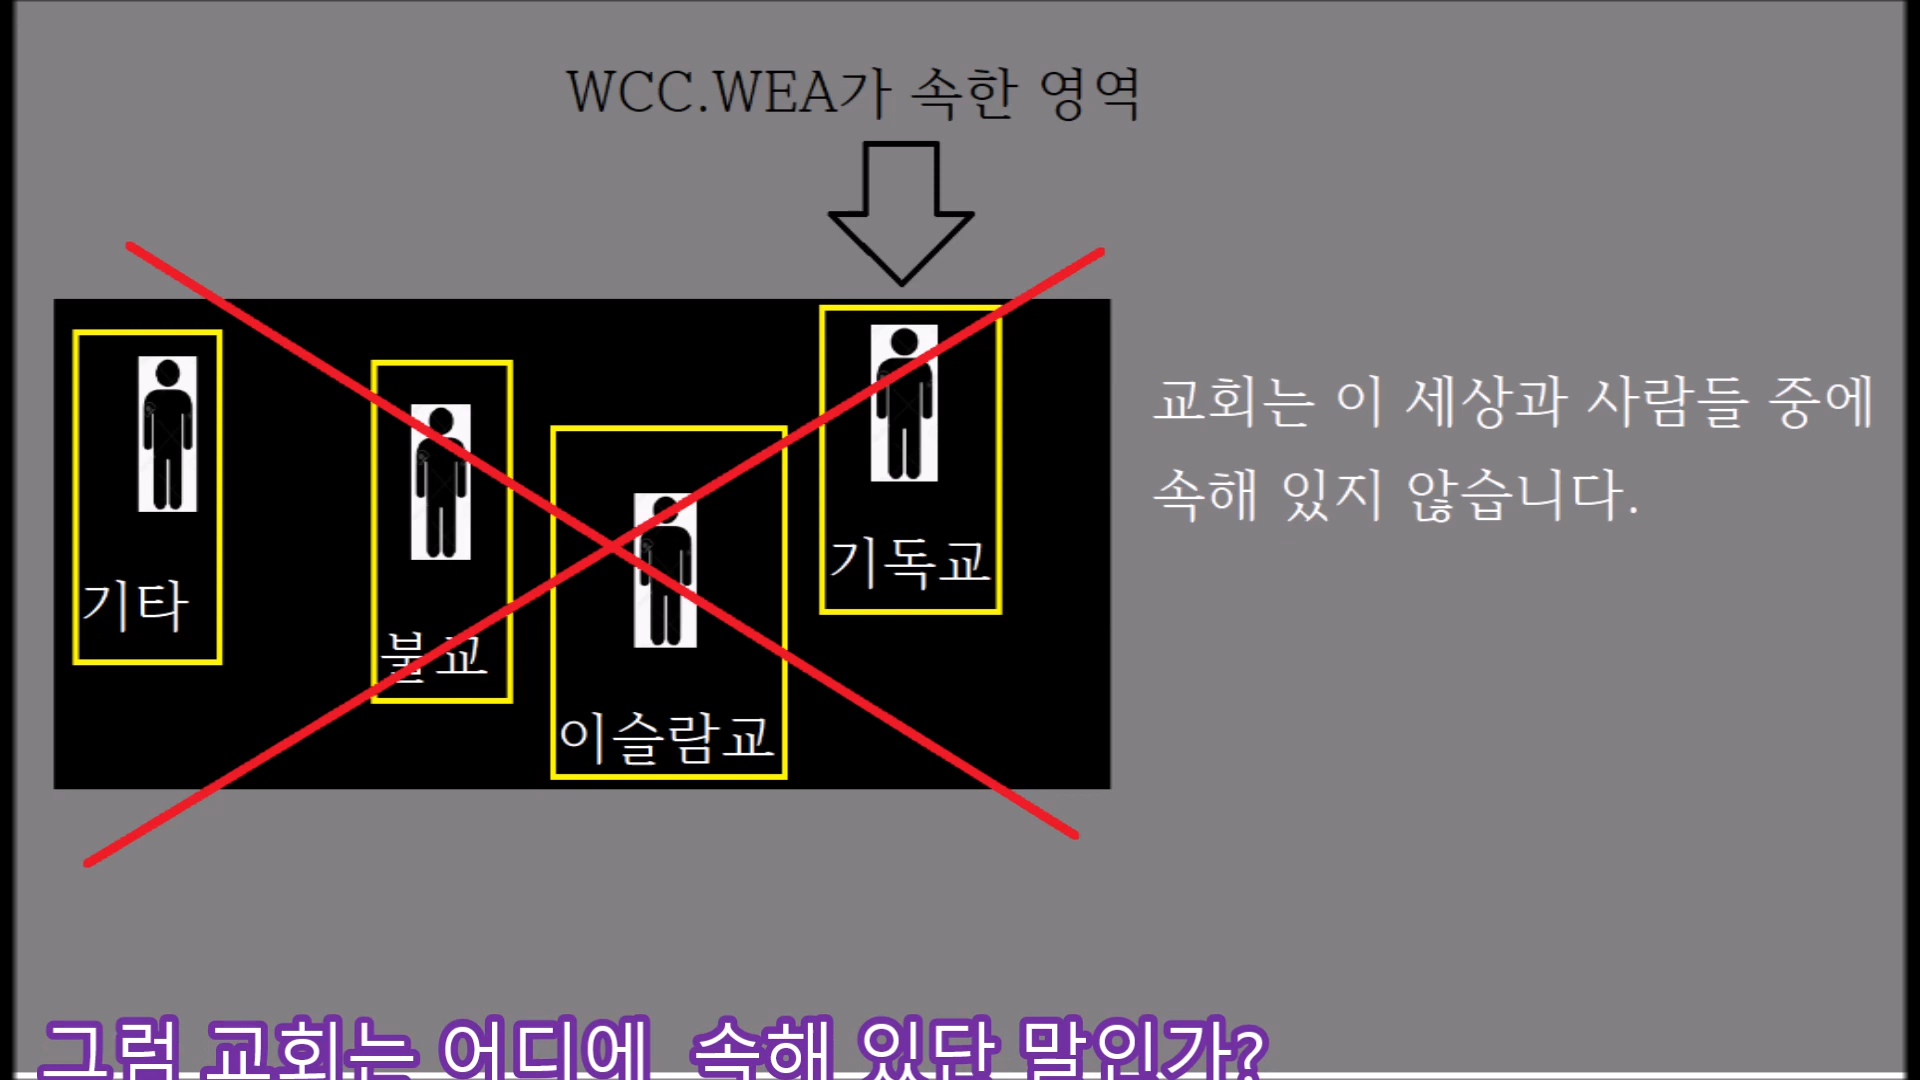 WCC.WEA가 속한 영역
기타
불교
이슬람교
기독교
교회는 이 세상과 사람들 중에
속해 있지 않습니다.
그럼 교회는 어디에 속해 있단 말인가?